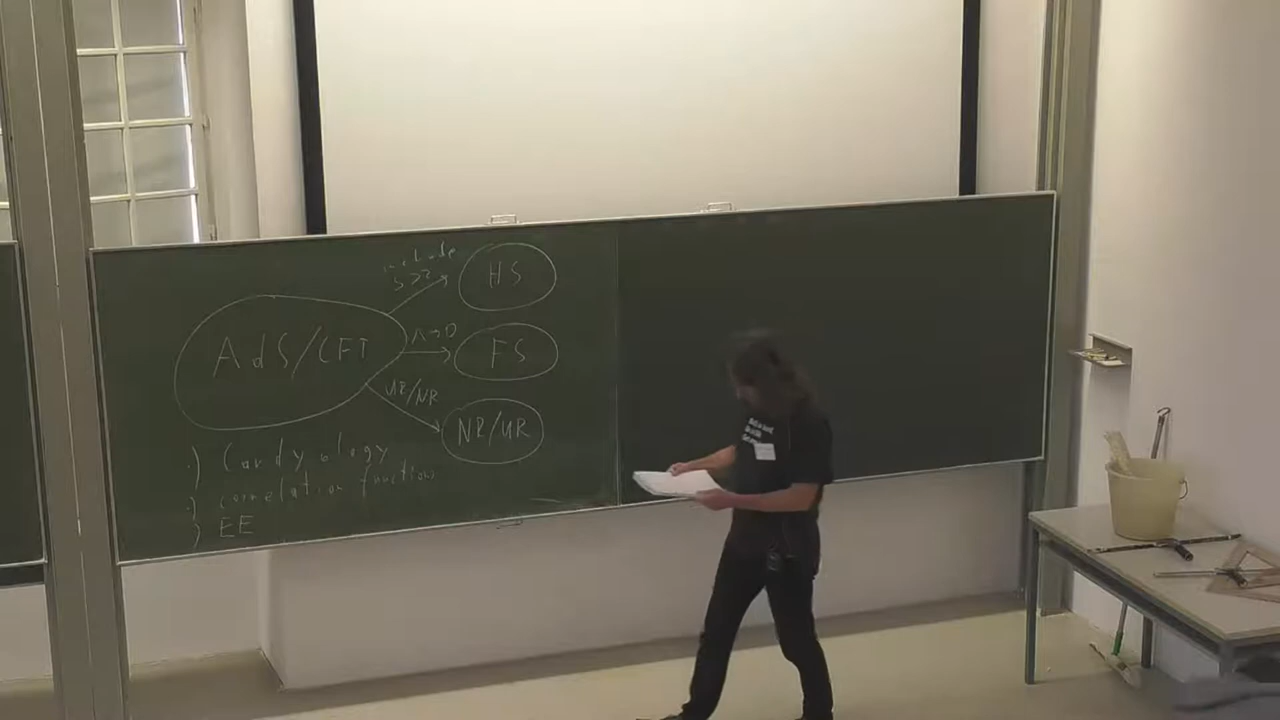 include
s>2
HS
AdS/CFT
Λ→0
FS
UR/NR
NR/UR
.) Cardyology
.) correlation functions
.) EE